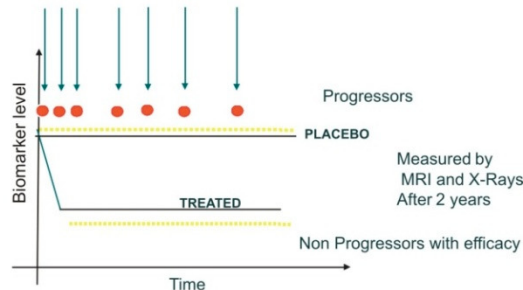 Progressors
Biomarker level
PLACEBO
Measured by
MRI and X-Rays
After 2 years
TREATED
Non Progressors with efficacy
Time